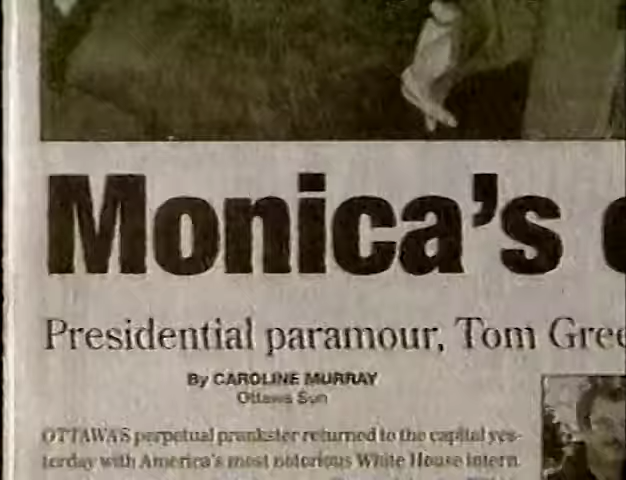 Monica's
Presidential paramour, Tom Gree
By CAROLINE MURRAY
Ottawa Sun
OTTAWA'S perpetual prankster returned to the capital yes-
terday with America's most notorious White House intern.